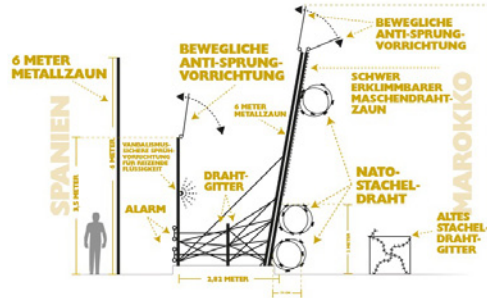 BEWEGLICHE
ANTI-SPRUNG-
VORRICHTUNG
BEWEGLICHE
ANTI-SPRUNG-
VORRICHTUNG
6 METER
METALLZAUN
SCHWER
ERKLIMMBARER
MASCHENDRAHT-
ZAUN
6 METER
METALLZAUN
SPANIEN
MAROKKO
3,5 METER
6 METER
VANDALISMUS-
SICHERE SPRÜH-
VORRICHTUNG
FÜR REIZENDE
FLÜSSIGKEIT
DRAHT-
GITTER
NATO-
STACHEL-
DRAHT
ALARM
ALTES
STACHEL-
DRAHT-
GITTER
2,82 METER